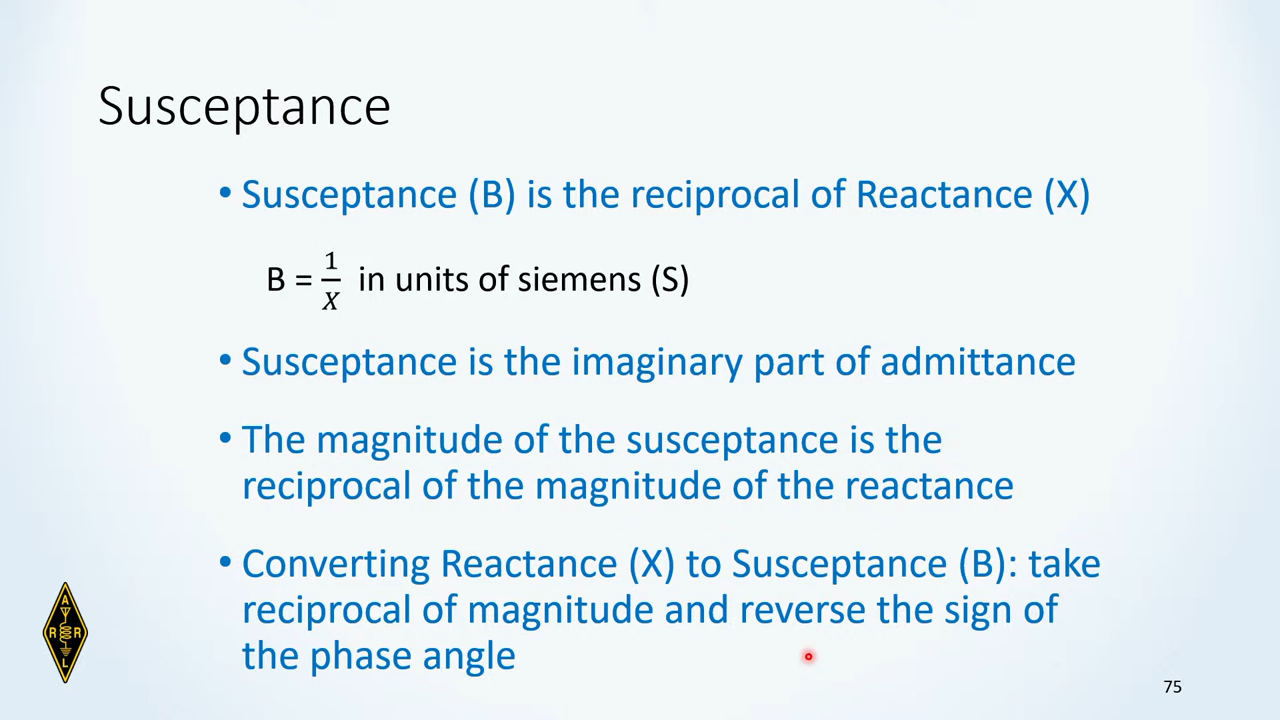 Susceptance
• Susceptance (B) is the reciprocal of Reactance (X)
B = 1/X in units of siemens (S)
• Susceptance is the imaginary part of admittance
• The magnitude of the susceptance is the
reciprocal of the magnitude of the reactance
• Converting Reactance (X) to Susceptance (B): take
reciprocal of magnitude and reverse the sign of
the phase angle
A
R R
L
75